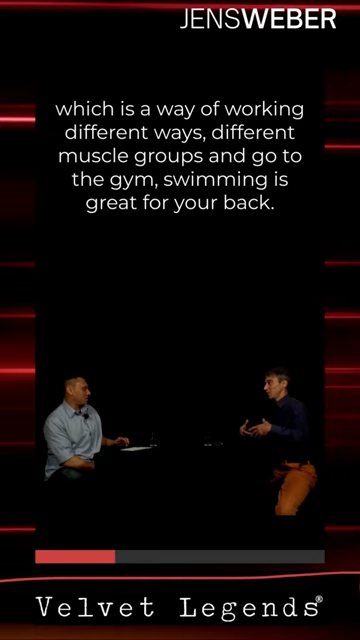 JENSWEBER
which is a way of working
different ways, different
muscle groups and go to
the gym, swimming is
great for your back.
Velvet Legends®